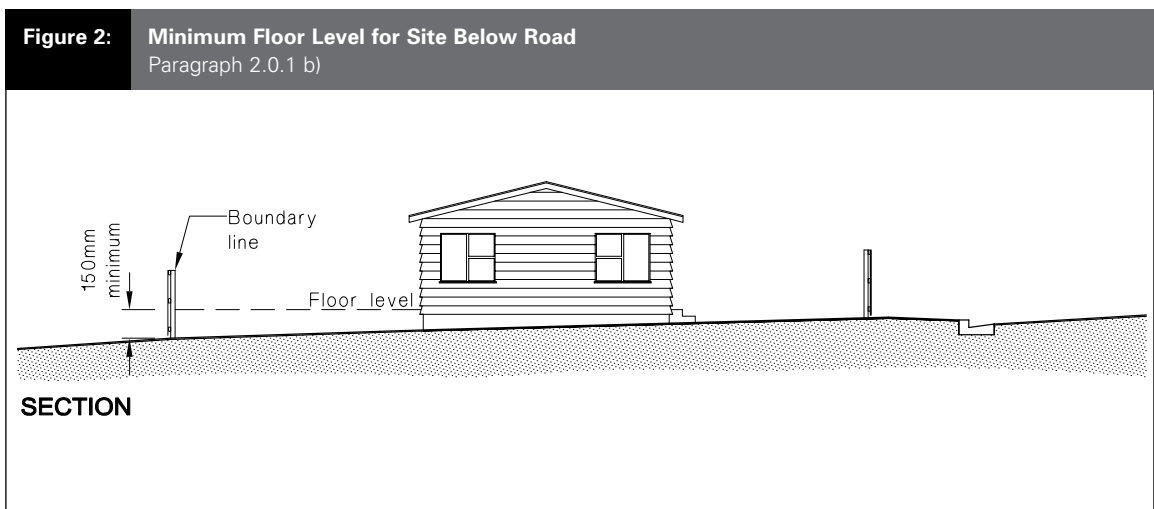 Figure 2:
Minimum Floor Level for Site Below Road
Paragraph 2.0.1 b)
150mm
minimum
Boundary
line
Floor level
SECTION